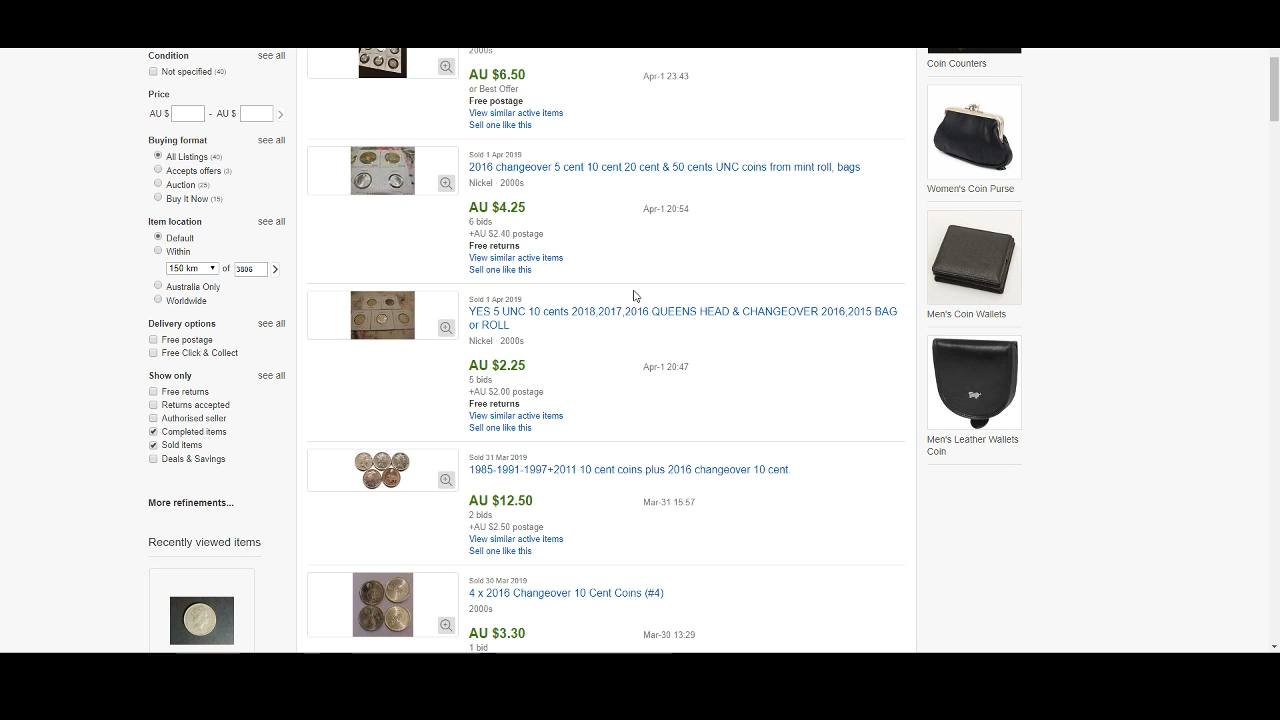 Condition see all
Not specified (40)
Price
AU $ - AU $
Buying format see all
All Listings (40)
Accepts offers (3)
Auction (25)
Buy It Now (15)
Item location see all
Default
Within
150 km of 3806
Australia Only
Worldwide
Delivery options see all
Free postage
Free Click & Collect
Show only see all
Free returns
Returns accepted
Authorised seller
Completed items
Sold items
Deals & Savings
More refinements...
Recently viewed items
2000s
AU $6.50 Apr-1 23:43
or Best Offer
Free postage
View similar active items
Sell one like this
Sold 1 Apr 2019
2016 changeover 5 cent 10 cent 20 cent & 50 cents UNC coins from mint roll, bags
Nickel · 2000s
AU $4.25 Apr-1 20:54
6 bids
+AU $2.40 postage
Free returns
View similar active items
Sell one like this
Sold 1 Apr 2019
YES 5 UNC 10 cents 2018,2017,2016 QUEENS HEAD & CHANGEOVER 2016,2015 BAG
or ROLL
Nickel · 2000s
AU $2.25 Apr-1 20:47
5 bids
+AU $2.00 postage
Free returns
View similar active items
Sell one like this
Sold 31 Mar 2019
1985-1991-1997+2011 10 cent coins plus 2016 changeover 10 cent.
AU $12.50 Mar-31 15:57
2 bids
+AU $2.50 postage
View similar active items
Sell one like this
Sold 30 Mar 2019
4 x 2016 Changeover 10 Cent Coins (#4)
2000s
AU $3.30 Mar-30 13:29
1 bid
Coin Counters
Women's Coin Purse
Men's Coin Wallets
Men's Leather Wallets
Coin